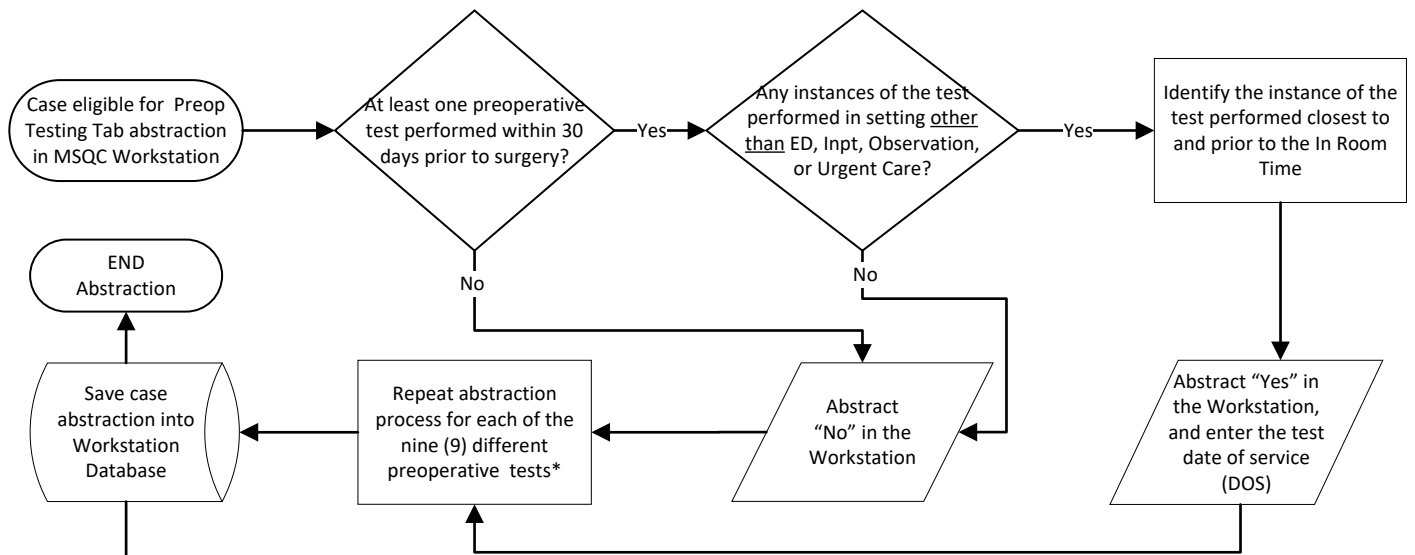 Case eligible for Preop
Testing Tab abstraction
in MSQC Workstation
At least one preoperative
test performed within 30
days prior to surgery?
Yes
Any instances of the test
performed in setting other
than ED, Inpt, Observation,
or Urgent Care?
Yes
Identify the instance of the
test performed closest to
and prior to the In Room
Time
No
No
END
Abstraction
Save case
abstraction into
Workstation
Database
Repeat abstraction
process for each of the
nine (9) different
preoperative tests*
Abstract
“No” in the
Workstation
Abstract “Yes” in
the Workstation,
and enter the test
date of service
(DOS)